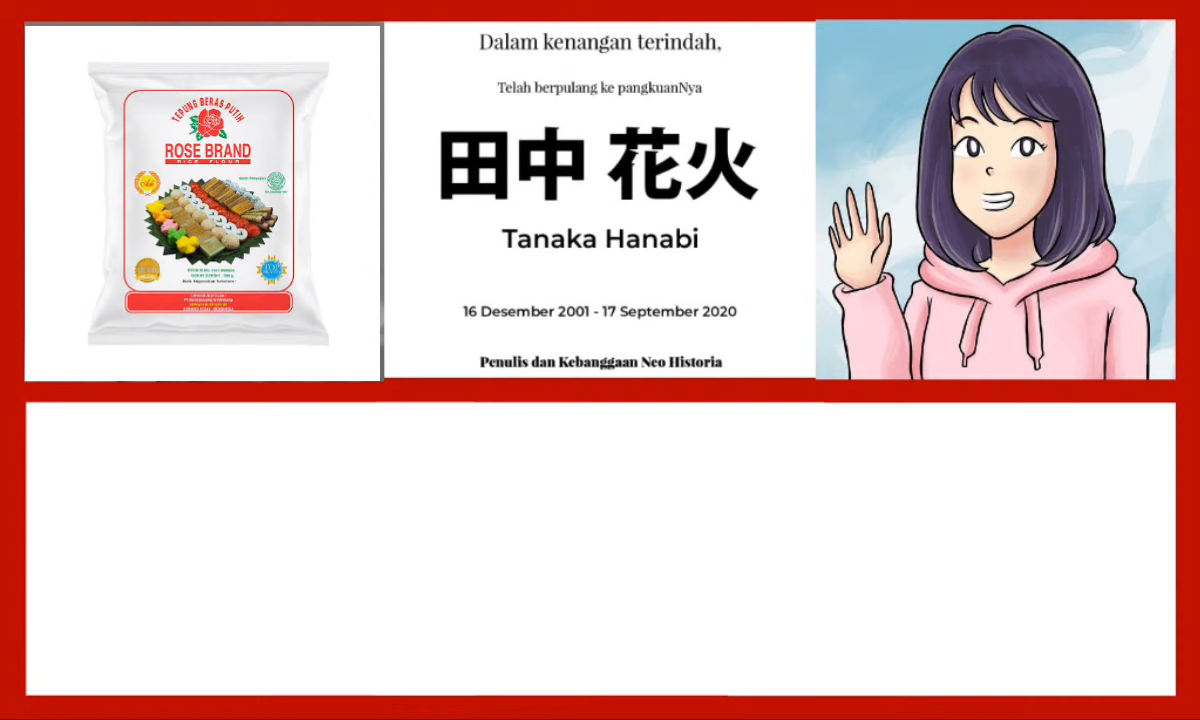 TEPUNG BERAS PUTIH
ROSE BRAND
RICE FLOUR
Dalam kenangan terindah,
Telah berpulang ke pangkuanNya
田中 花火
Tanaka Hanabi
16 Desember 2001 - 17 September 2020
Penulis dan Kebanggaan Neo Historia